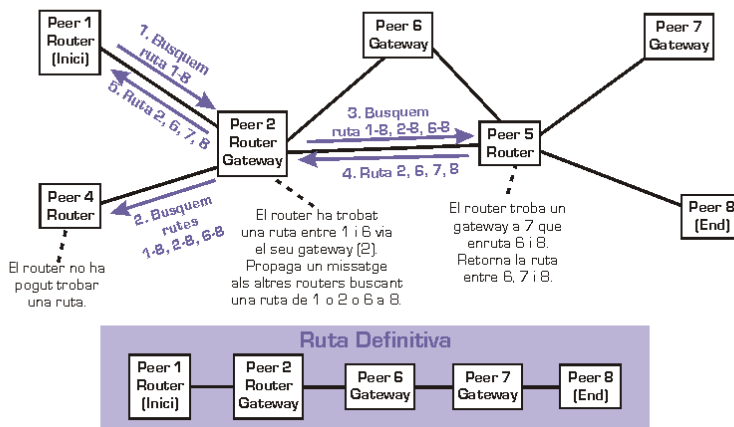 Peer 1
Router
(Inici)
1. Busquem
ruta 1-8
5. Ruta 2, 6, 7, 8
Peer 6
Gateway
Peer 7
Gateway
Peer 2
Router
Gateway
3. Busquem
ruta 1-8, 2-8, 6-8
4. Ruta 2, 6, 7, 8
Peer 5
Router
Peer 4
Router
2. Busquem
rutes
1-8, 2-8, 6-8
Peer 8
(End)
El router no ha
pogut trobar
una ruta.
El router ha trobat
una ruta entre 1 i 6 via
el seu gateway (2).
Propaga un missatge
als altres routers buscant
una ruta de 1 o 2 o 6 a 8.
El router troba un
gateway a 7 que
enruta 6 i 8.
Retorna la ruta
entre 6, 7 i 8.
Ruta Definitiva
Peer 1
Router
(Inici)
Peer 2
Router
Gateway
Peer 6
Gateway
Peer 7
Gateway
Peer 8
(End)